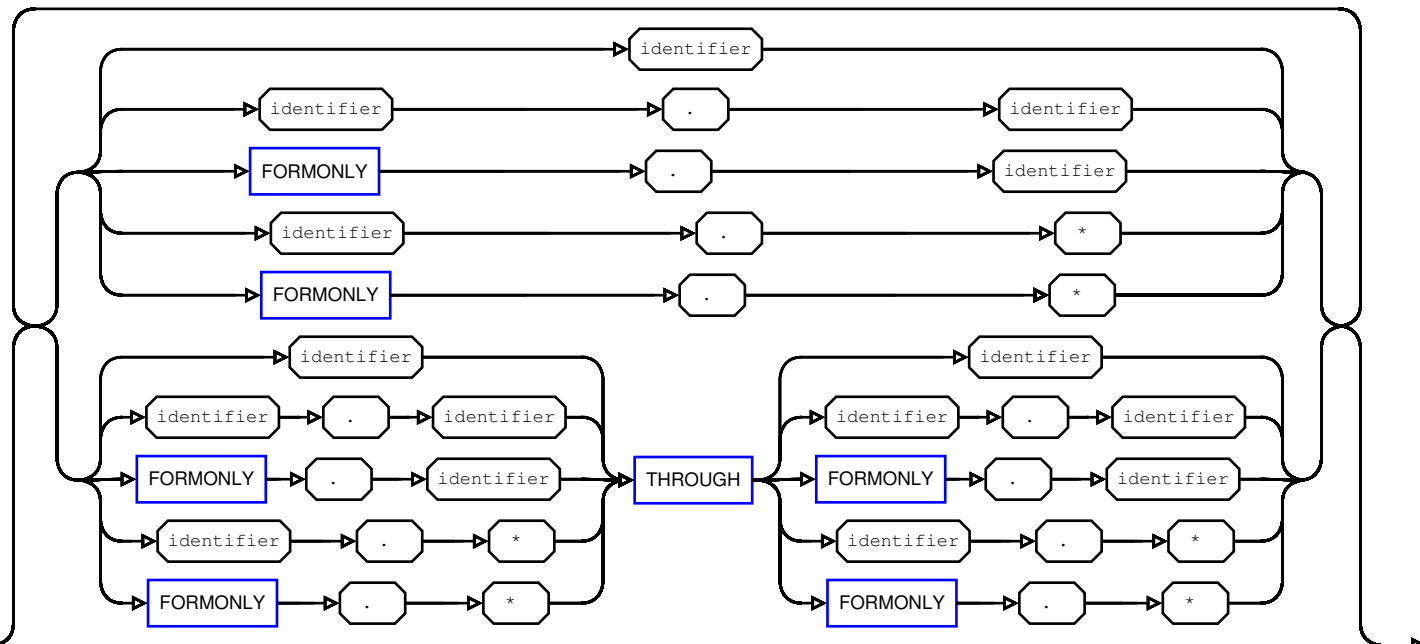 identifier
identifier . identifier
FORMONLY . identifier
identifier . *
FORMONLY . *
identifier identifier
identifier . identifier identifier . identifier
FORMONLY . identifier THROUGH FORMONLY . identifier
identifier . * identifier . *
FORMONLY . * FORMONLY . *